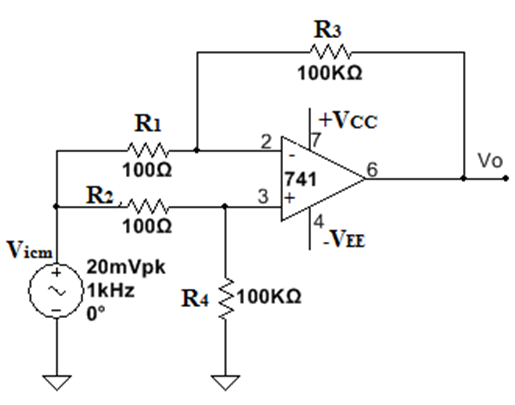 R3
100KΩ
+VCC
R1
2
7
100Ω
-
6
Vo
741
R2
3
+
100Ω
4
-VEE
Vicm
+
20mVpk
1kHz
0°
R4
100KΩ